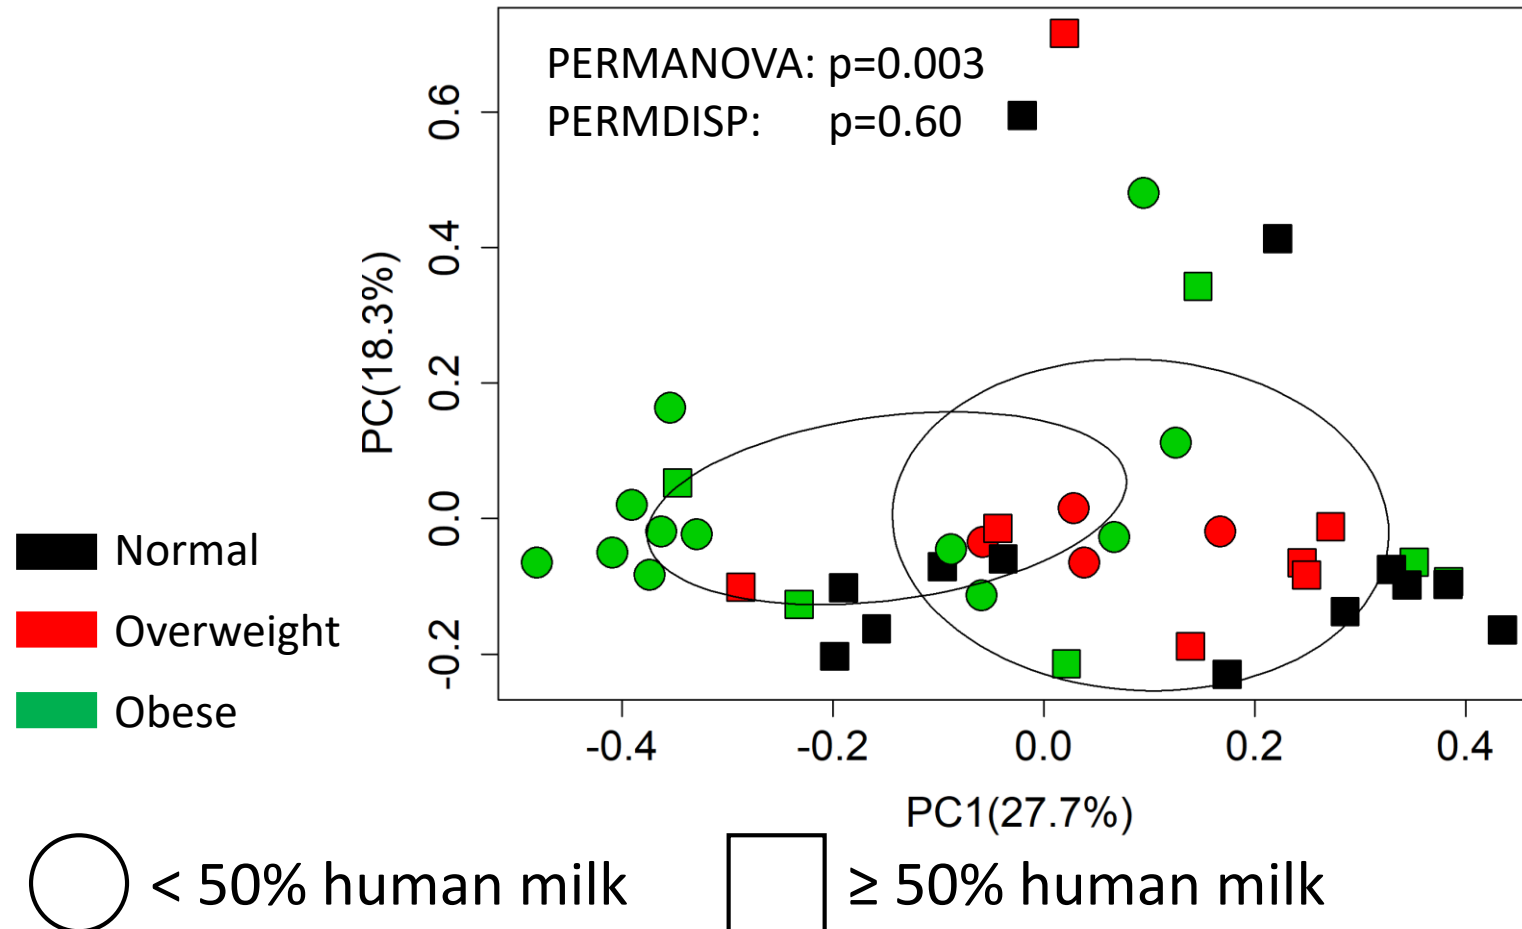 PERMANOVA: p=0.003
PERMDISP: p=0.60
PC(18.3%)
0.6
0.4
0.2
0.0
-0.2
Normal
Overweight
Obese
-0.4 -0.2 0.0 0.2 0.4
PC1(27.7%)
< 50% human milk ≥ 50% human milk